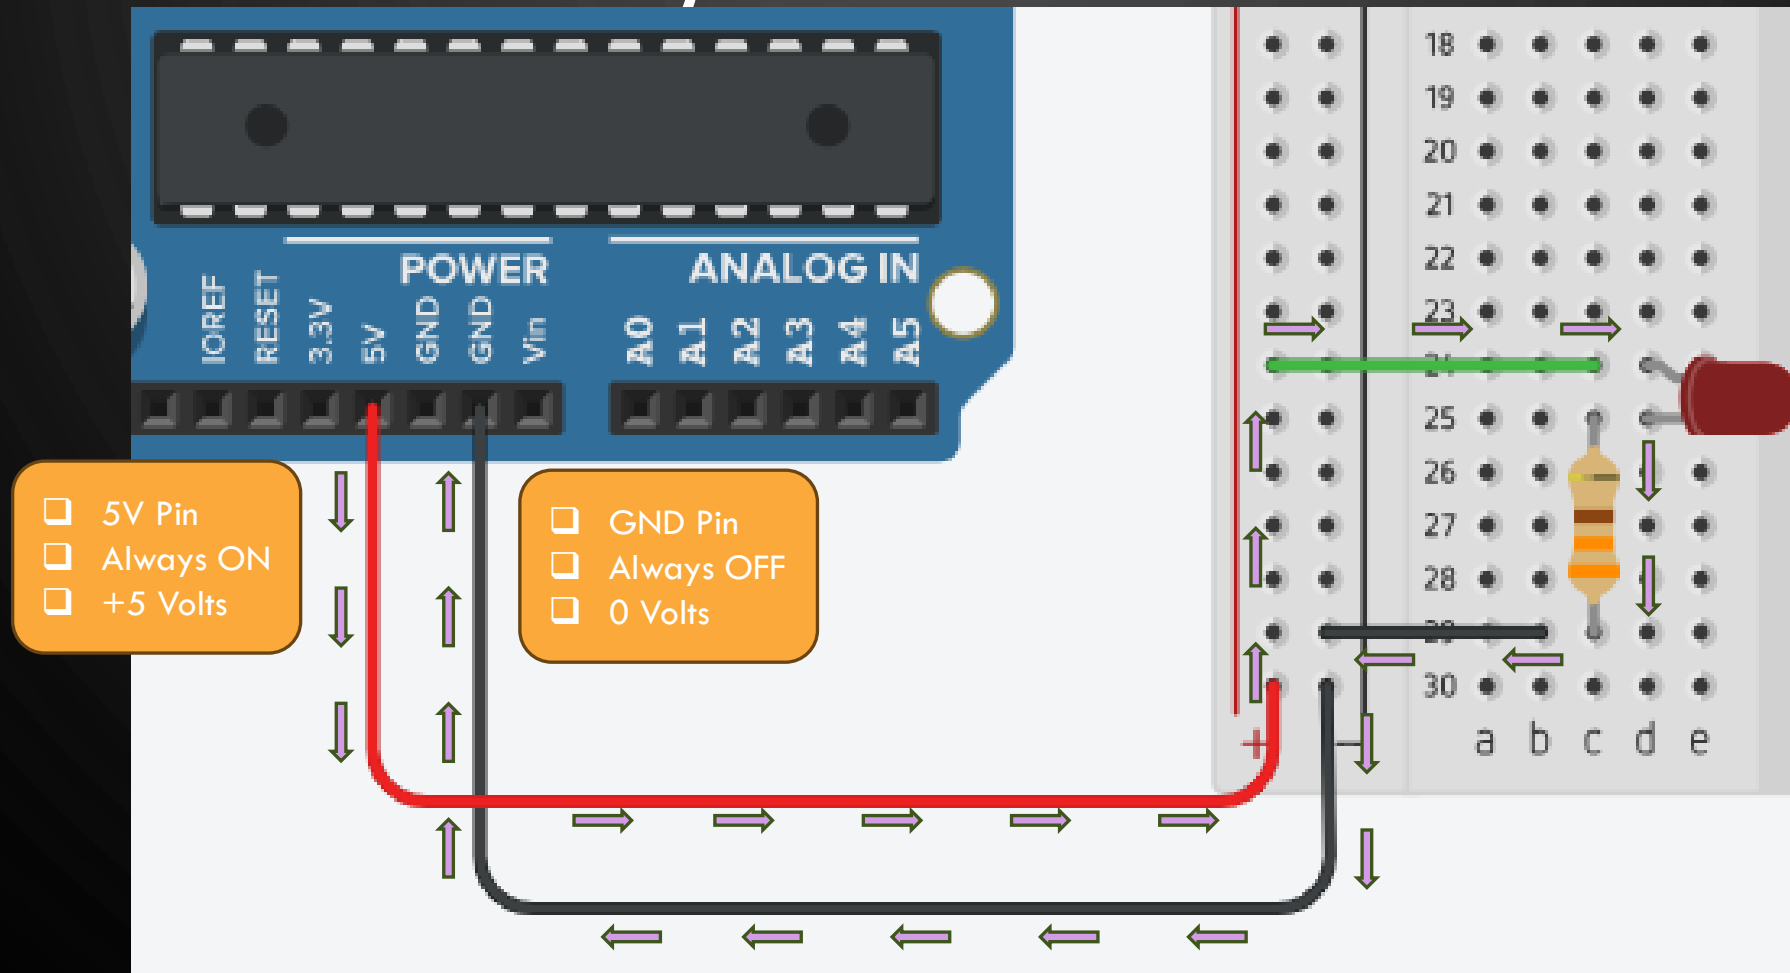 18
19
20
21
22
23
24
25
26
27
28
29
30
a b c d e
+
–
POWER
ANALOG IN
IOREF
RESET
3.3V
5V
GND
GND
Vin
A0
A1
A2
A3
A4
A5
5V Pin
Always ON
+5 Volts
GND Pin
Always OFF
0 Volts